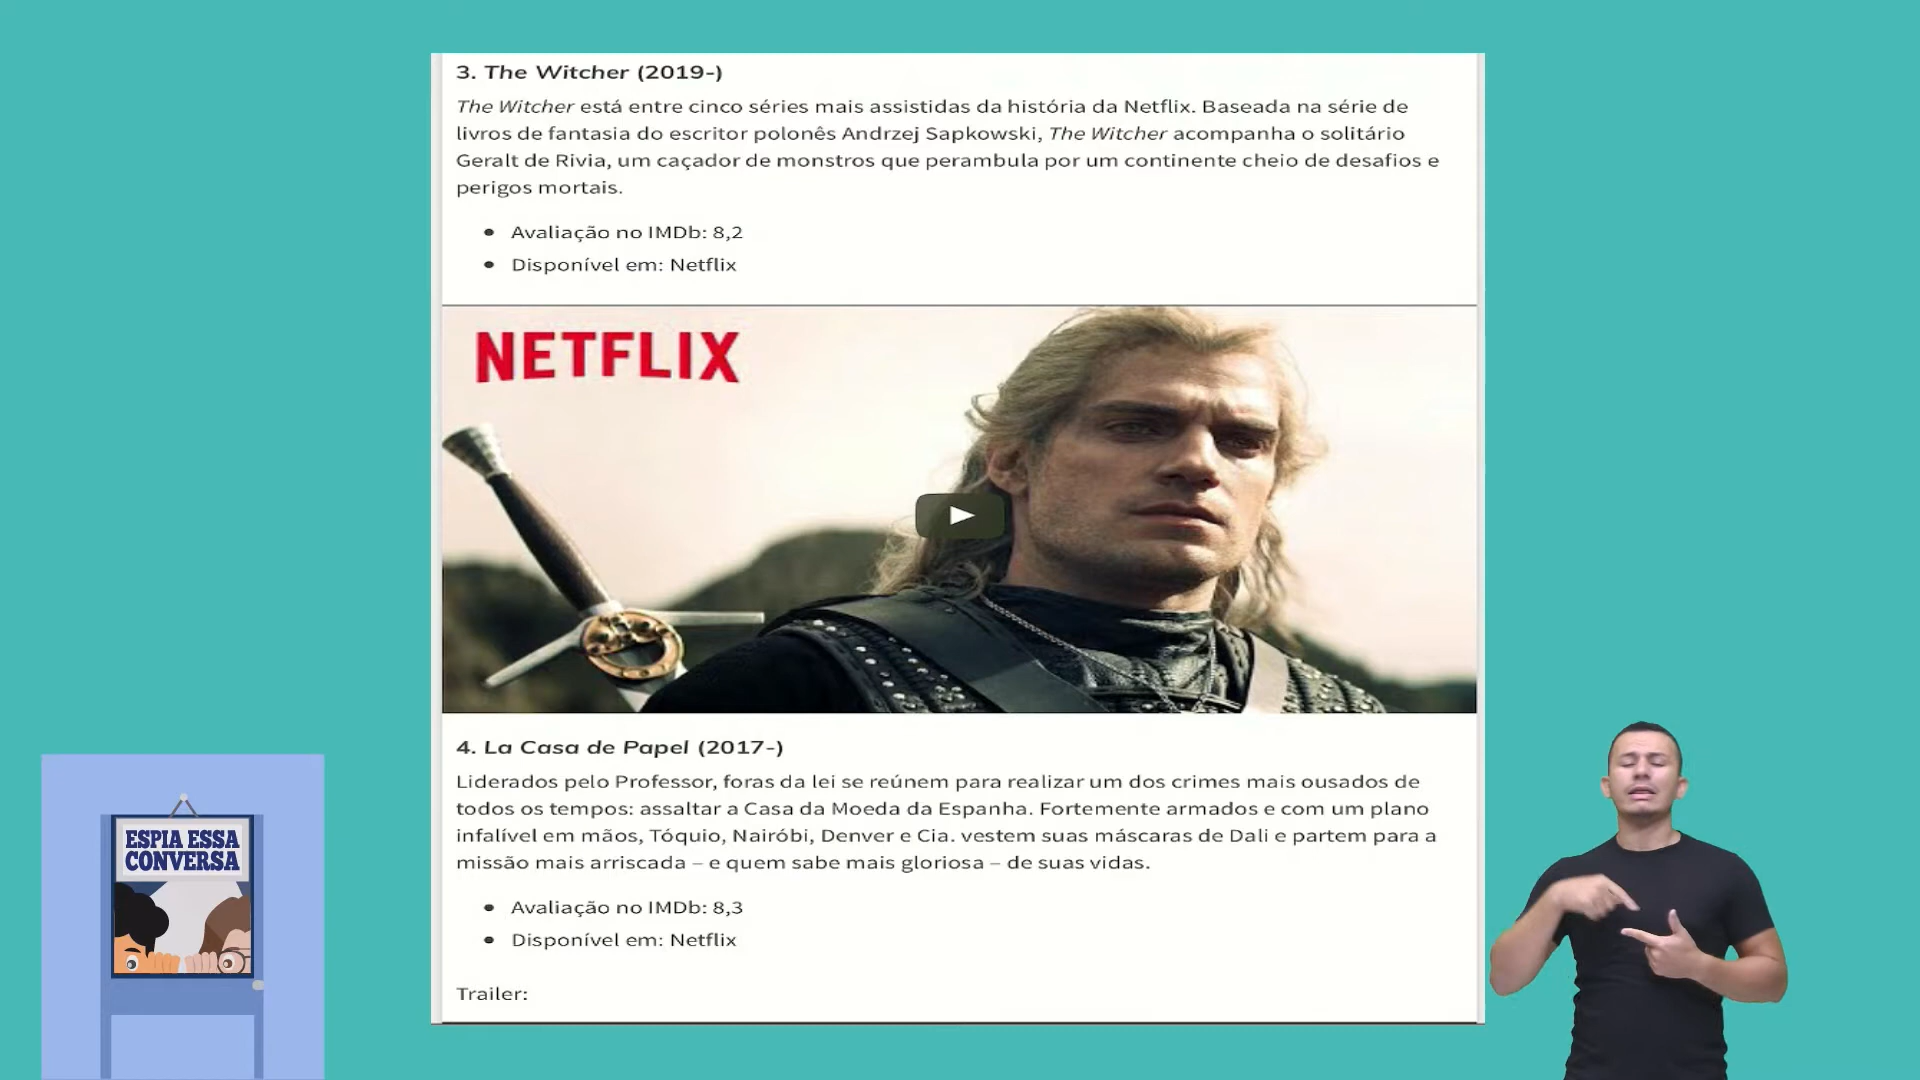 3. The Witcher (2019-)
The Witcher está entre cinco séries mais assistidas da história da Netflix. Baseada na série de
livros de fantasia do escritor polonês Andrzej Sapkowski, The Witcher acompanha o solitário
Geralt de Rivia, um caçador de monstros que perambula por um continente cheio de desafios e
perigos mortais.
• Avaliação no IMDb: 8,2
• Disponível em: Netflix
NETFLIX
4. La Casa de Papel (2017-)
Liderados pelo Professor, foras da lei se reúnem para realizar um dos crimes mais ousados de
todos os tempos: assaltar a Casa da Moeda da Espanha. Fortemente armados e com um plano
infalível em mãos, Tóquio, Nairóbi, Denver e Cia. vestem suas máscaras de Dali e partem para a
missão mais arriscada – e quem sabe mais gloriosa – de suas vidas.
• Avaliação no IMDb: 8,3
• Disponível em: Netflix
Trailer:
ESPIA ESSA
CONVERSA